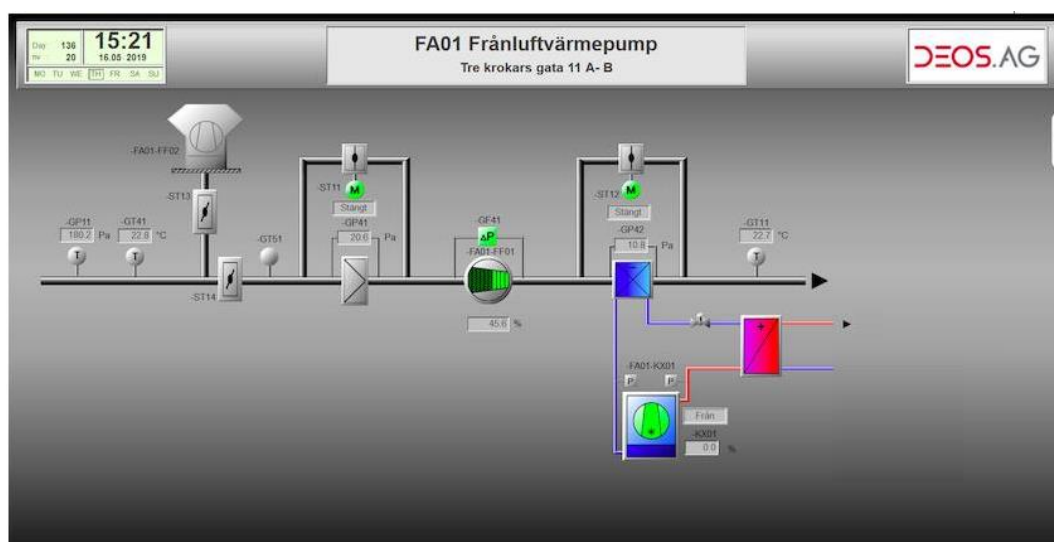 Day 136
15:21
nv 20
16.05 2019
MO TU WE TH FR SA SU
FA01 Frånluftvärmepump
Tre krokars gata 11 A- B
DEOS.AG
-FA01-FF02
-ST13
-ST11
M
Stängt
-ST12
M
Stängt
-GP11
180.2 Pa
T
-GT41
22.8 °C
T
-GT51
-GP41
20.6 Pa
-GF41
ΔP
-FA01-FF01
-GP42
10.8 Pa
-GT11
22.7 °C
T
-ST14
45.6 %
-FA01-KX01
P P
Från
-KX01
0.0 %